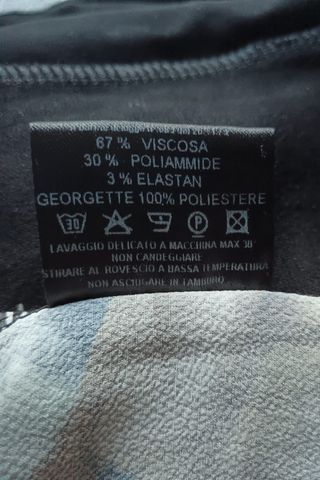 67 % VISCOSA
30 % POLIAMMIDE
3 % ELASTAN
GEORGETTE 100% POLIESTERE
30 P
LAVAGGIO DELICATO A MACCHINA MAX 30°
NON CANDEGGIARE
STIRARE AL ROVESCIO A BASSA TEMPERATURA
NON ASCIUGARE IN TAMBURO